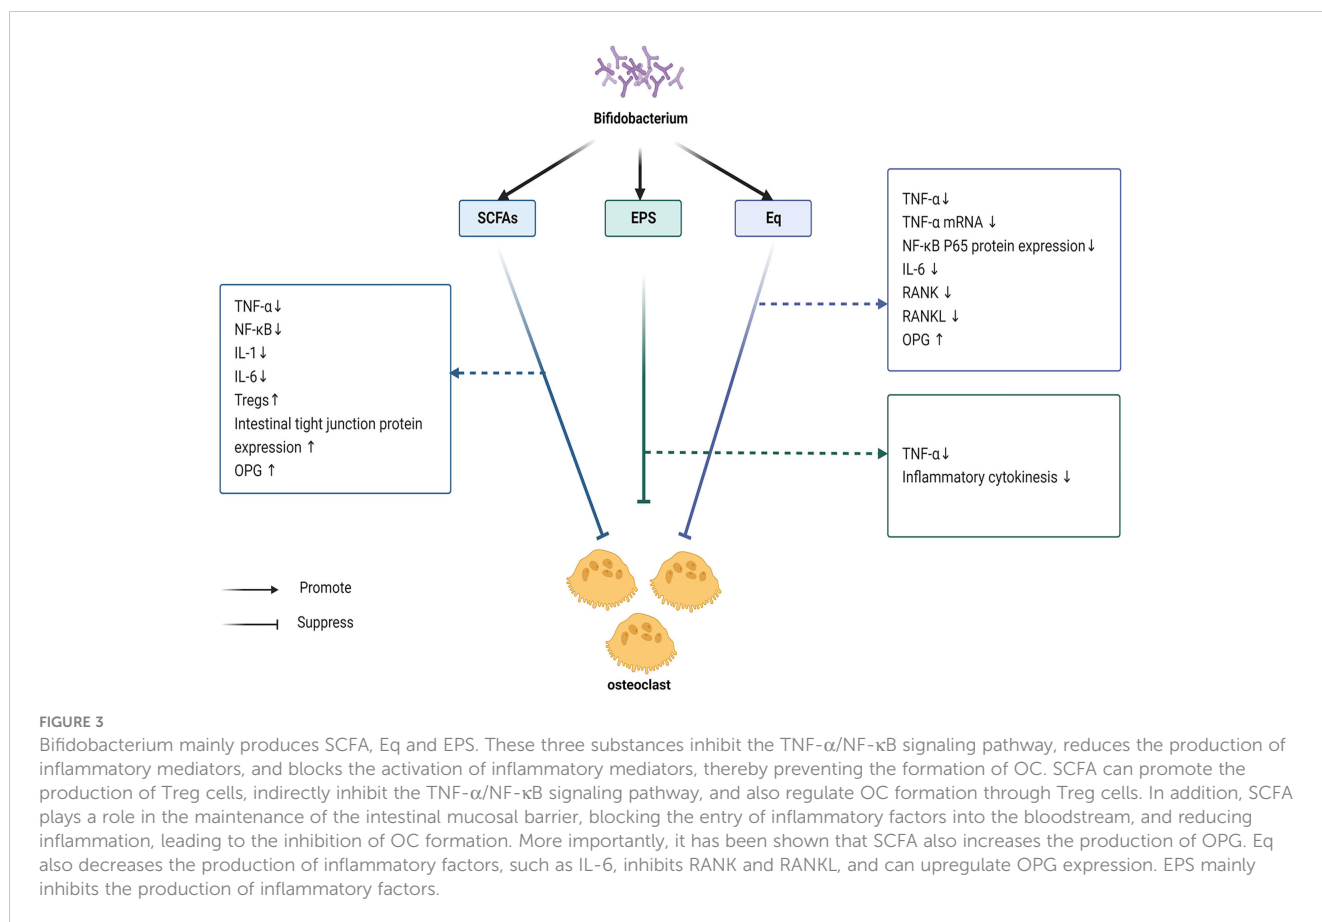 Bifidobacterium
SCFAs
EPS
Eq
TNF-α↓
TNF-α mRNA ↓
NF-κB P65 protein expression↓
IL-6 ↓
RANK ↓
RANKL ↓
OPG ↑
TNF-α↓
NF-κB↓
IL-1↓
IL-6↓
Tregs↑
Intestinal tight junction protein
expression ↑
OPG ↑
TNF-α↓
Inflammatory cytokinesis ↓
Promote
Suppress
osteoclast
FIGURE 3
Bifidobacterium mainly produces SCFA, Eq and EPS. These three substances inhibit the TNF-α/NF-κB signaling pathway, reduces the production of
inflammatory mediators, and blocks the activation of inflammatory mediators, thereby preventing the formation of OC. SCFA can promote the
production of Treg cells, indirectly inhibit the TNF-α/NF-κB signaling pathway, and also regulate OC formation through Treg cells. In addition, SCFA
plays a role in the maintenance of the intestinal mucosal barrier, blocking the entry of inflammatory factors into the bloodstream, and reducing
inflammation, leading to the inhibition of OC formation. More importantly, it has been shown that SCFA also increases the production of OPG. Eq
also decreases the production of inflammatory factors, such as IL-6, inhibits RANK and RANKL, and can upregulate OPG expression. EPS mainly
inhibits the production of inflammatory factors.